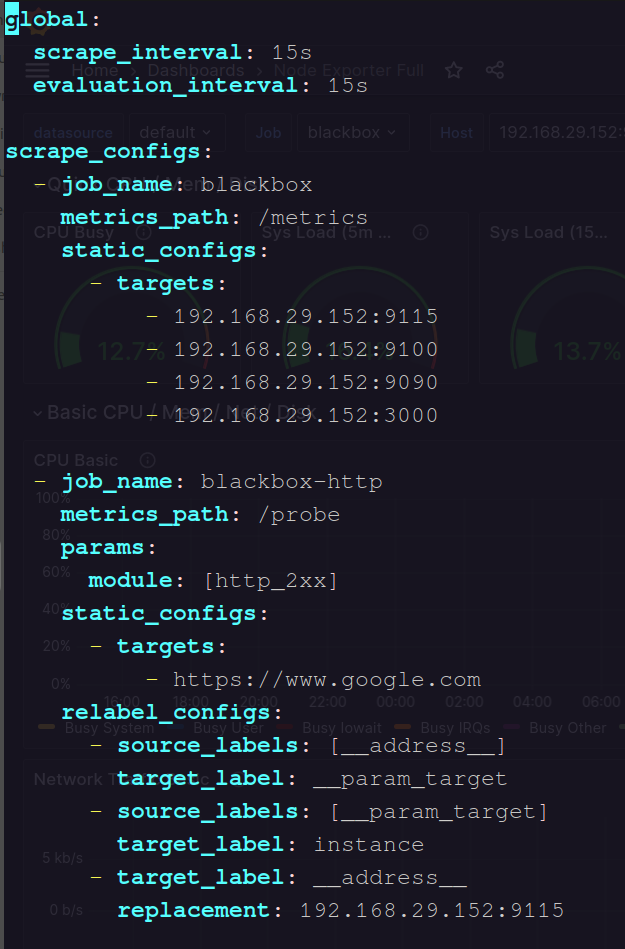 global:
scrape_interval: 15s
Home > Dashboards > Node Exporter Full
evaluation_interval: 15s
datasource default Job blackbox Host 192.168.29.152:
scrape_configs:
- job_name: blackbox
metrics_path: /metrics
CPU Busy Sys Load (5m ... Sys Load (15...
static_configs:
- targets:
- 192.168.29.152:9115
- 192.168.29.152:9100
12.7% 13.7%
- 192.168.29.152:9090
- 192.168.29.152:3000
Basic CPU / Mem / Net / Disk
CPU Basic
- job_name: blackbox-http
100%
metrics_path: /probe
80%
params:
60%
module: [http_2xx]
40%
static_configs:
20%
- targets:
0%
- https://www.google.com
16:00 18:00 20:00 22:00 00:00 02:00 04:00 06:00
relabel_configs:
Busy System Busy User Busy Iowait Busy IRQs Busy Other
- source_labels: [__address__]
target_label: __param_target
- source_labels: [__param_target]
target_label: instance
5 kb/s
- target_label: __address__
0 b/s
replacement: 192.168.29.152:9115